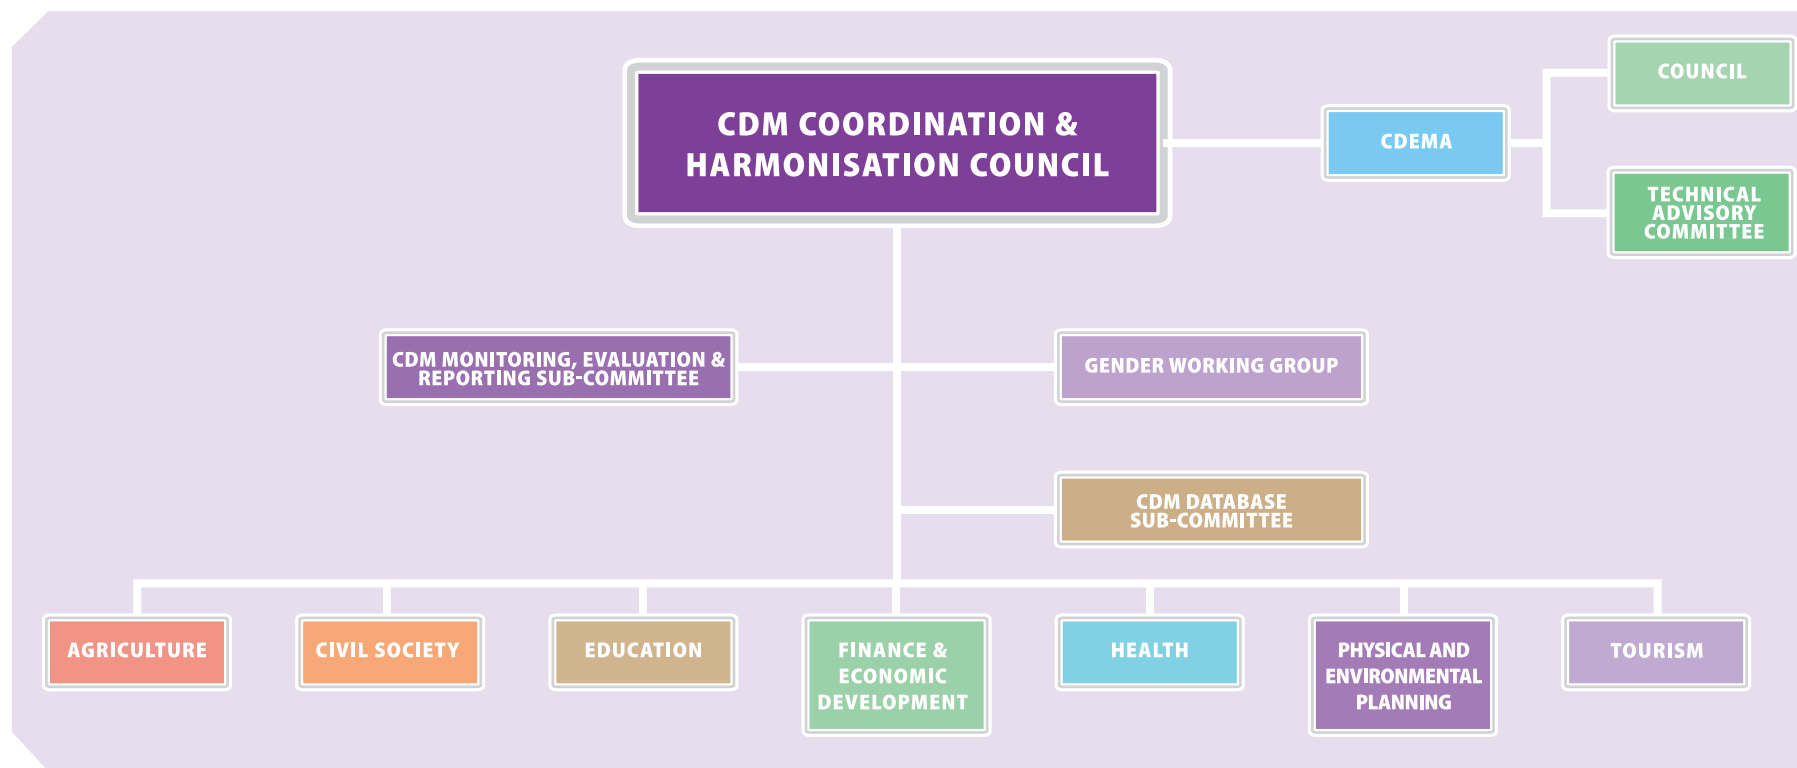 CDM COORDINATION &
HARMONISATION COUNCIL
CDEMA
COUNCIL
TECHNICAL
ADVISORY
COMMITTEE
CDM MONITORING, EVALUATION &
REPORTING SUB-COMMITTEE
GENDER WORKING GROUP
CDM DATABASE
SUB-COMMITTEE
AGRICULTURE
CIVIL SOCIETY
EDUCATION
FINANCE &
ECONOMIC
DEVELOPMENT
HEALTH
PHYSICAL AND
ENVIRONMENTAL
PLANNING
TOURISM